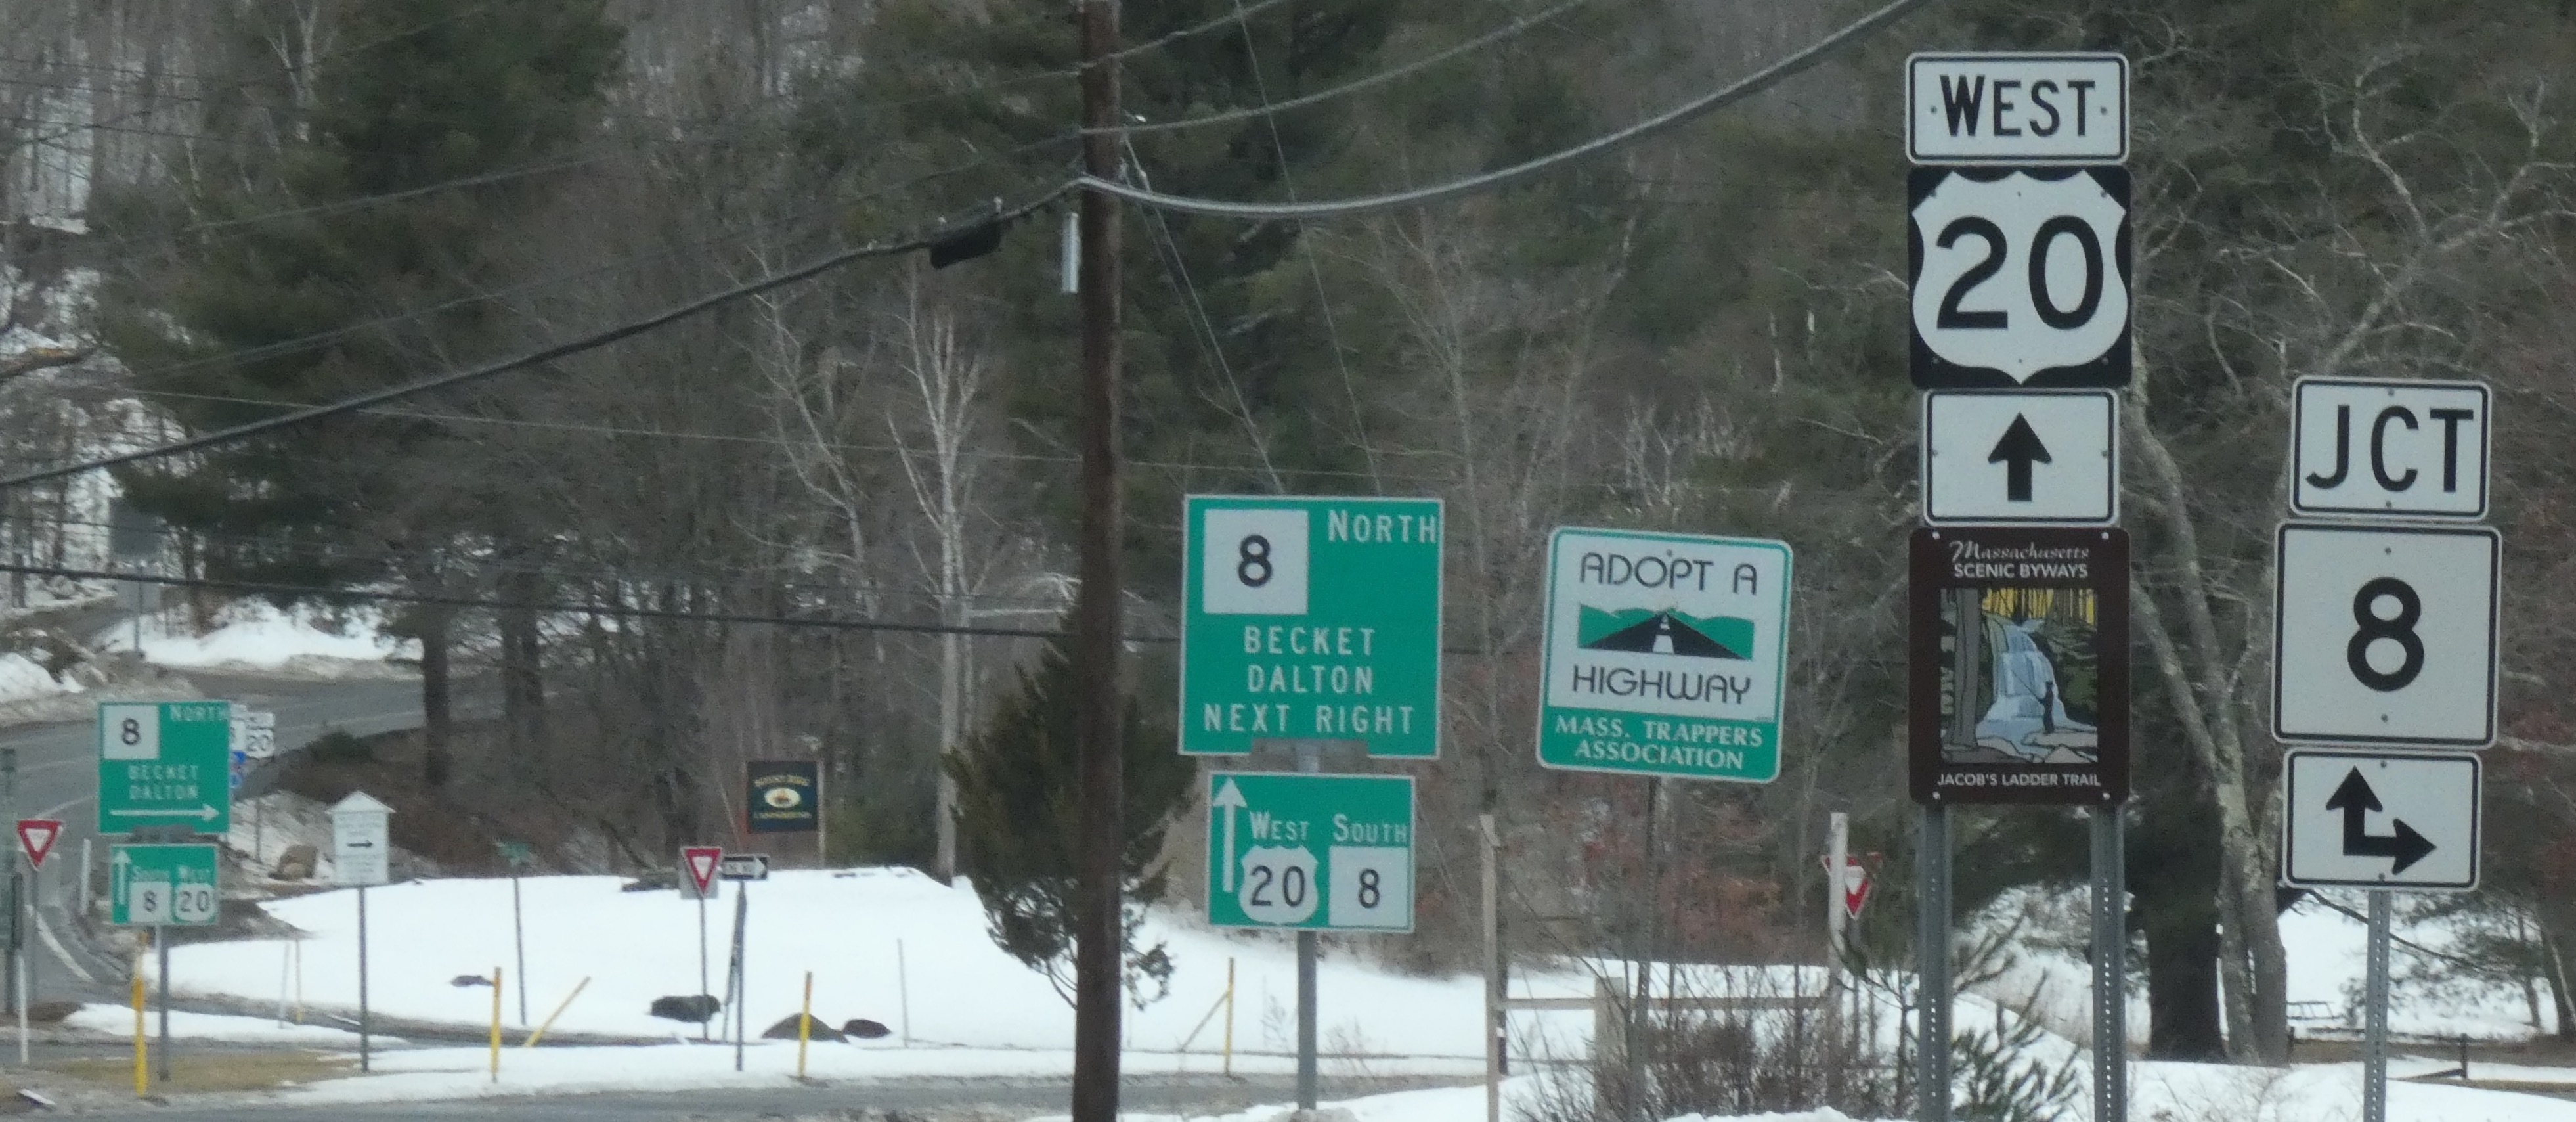 WEST
20
JCT
8
Massachusetts
SCENIC BYWAYS
JACOB'S LADDER TRAIL
8 NORTH
BECKET
DALTON
NEXT RIGHT
WEST SOUTH
20 8
ADOPT A
HIGHWAY
MASS. TRAPPERS
ASSOCIATION
8 NORTH
BECKET
DALTON
SOUTH WEST
8 20
20